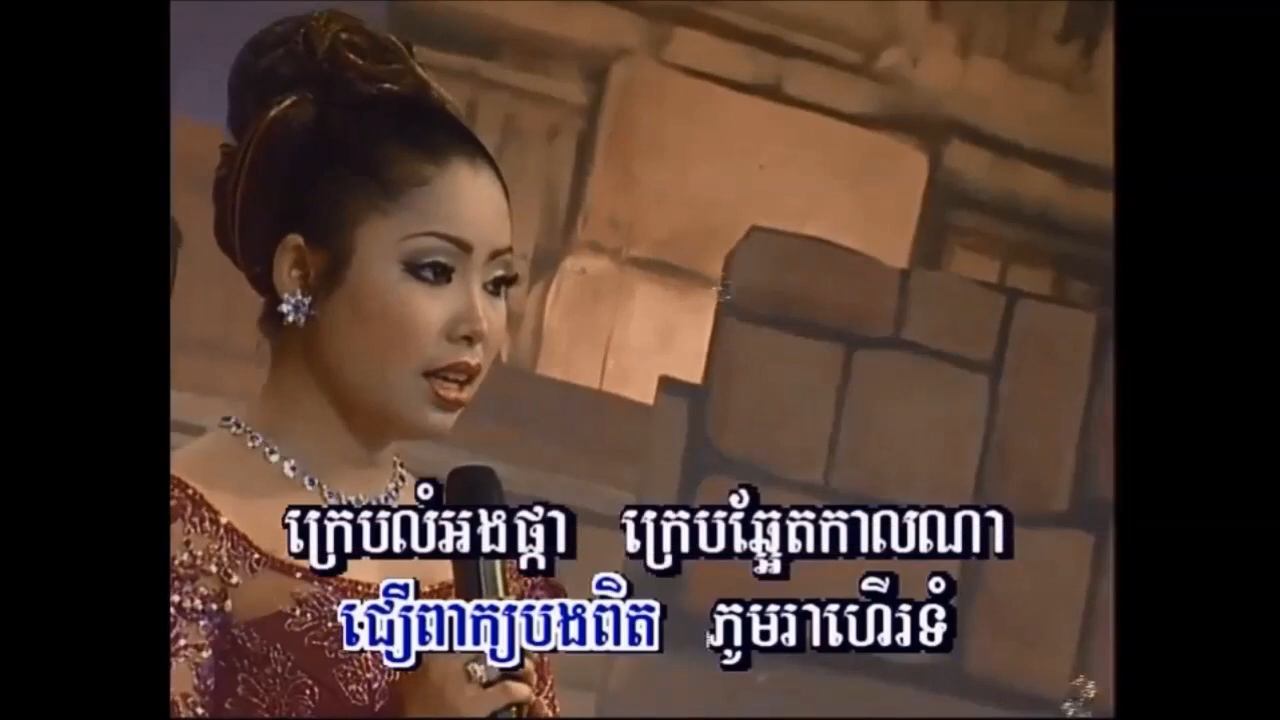 ក្រេបលំអងផ្កា ក្រេបឆ្អែតកាលណា
ជឿពាក្យបងពិត ភូមរាហើរទំ